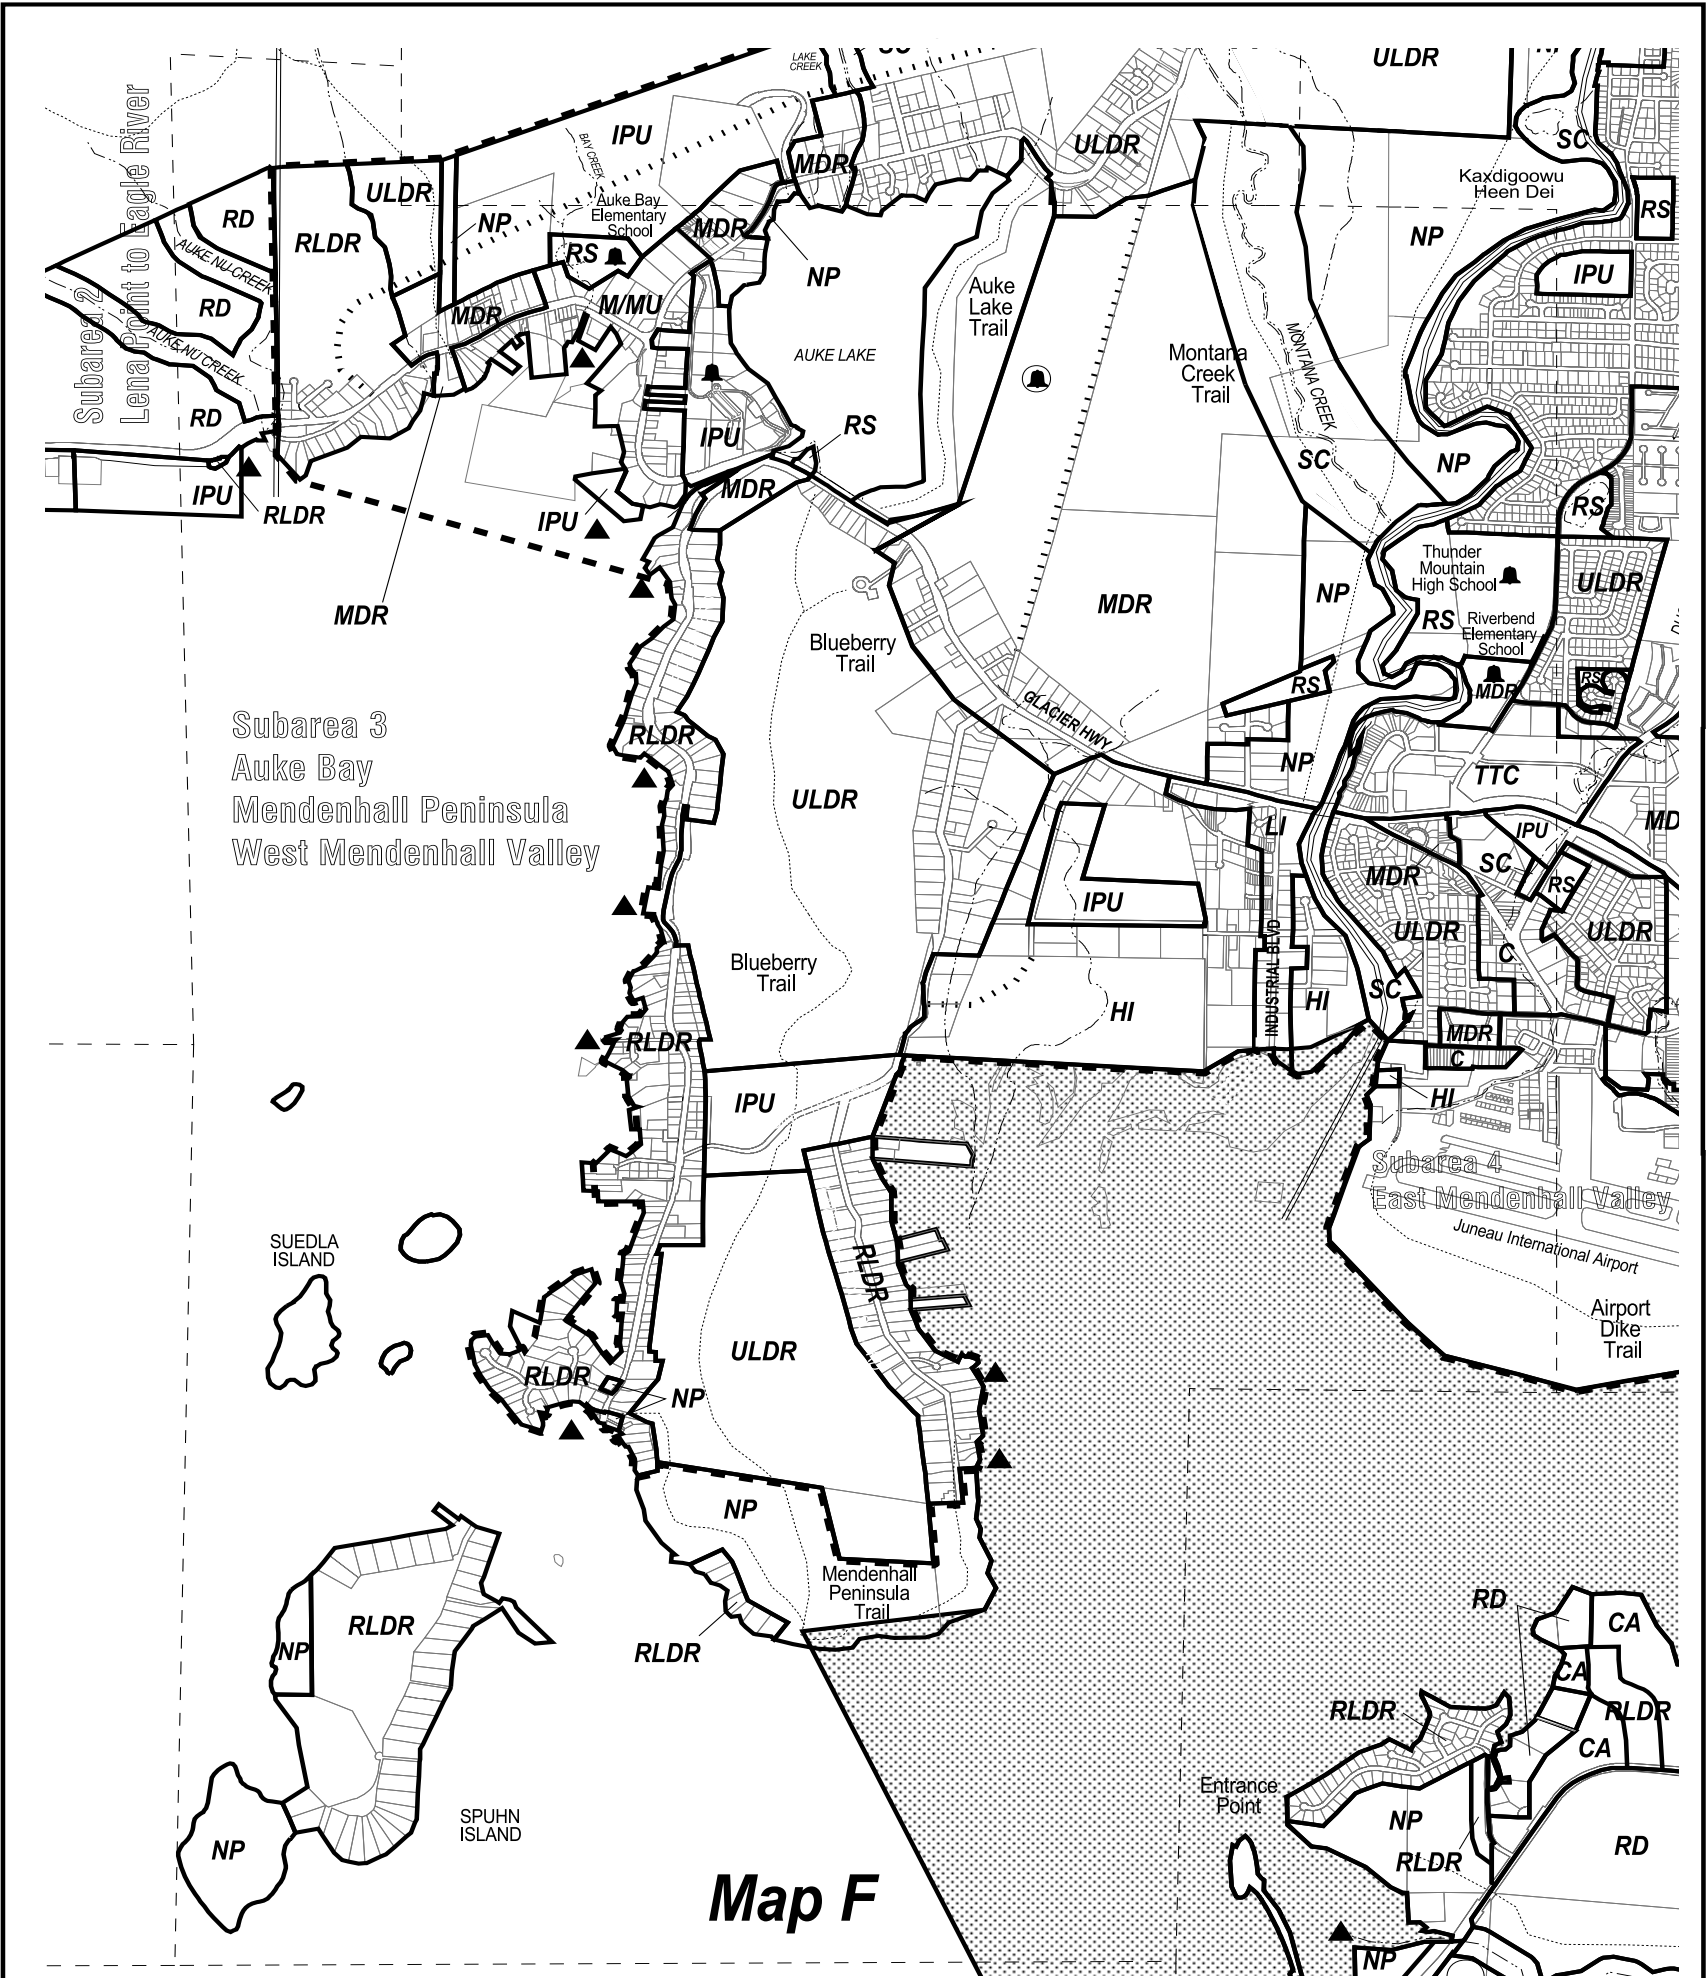 LAKE
CREEK
ULDR
IPU
BAY CREEK
MDR
ULDR
SC
Kaxdigoowu
Heen Dei
RS
Subarea 2
Lena Point to Eagle River
RD
ULDR
RLDR
NP
Auke Bay
Elementary
School
RS
MDR
NP
NP
IPU
AUKE NU CREEK
RD
AUKE NU CREEK
RD
MDR
M/MU
Auke
Lake
Trail
AUKE LAKE
Montana
Creek
Trail
MONTANA CREEK
IPU
RS
SC
NP
IPU
RLDR
IPU
MDR
RS
MDR
Thunder
Mountain
High School
ULDR
MDR
NP
RS
Riverbend
Elementary
School
Blueberry
Trail
RS
MDR
RS
GLACIER HWY
Subarea 3
Auke Bay
Mendenhall Peninsula
West Mendenhall Valley
RLDR
NP
TTC
ULDR
LI
IPU
MD
MDR
SC
RS
IPU
ULDR
ULDR
C
INDUSTRIAL BLVD
Blueberry
Trail
HI
HI
SC
RLDR
MDR
C
IPU
HI
Subarea 4
East Mendenhall Valley
Juneau International Airport
SUEDLA
ISLAND
RLDR
Airport
Dike
Trail
ULDR
RLDR
NP
NP
Mendenhall
Peninsula
Trail
RLDR
RD
CA
RLDR
NP
CA
RLDR
RLDR
CA
Entrance
Point
SPUHN
ISLAND
NP
NP
RLDR
RD
Map F
NP